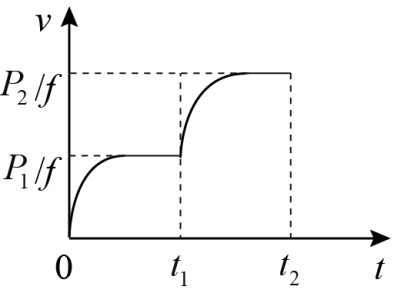 v
P₂/f
P₁/f
0 t₁ t₂ t